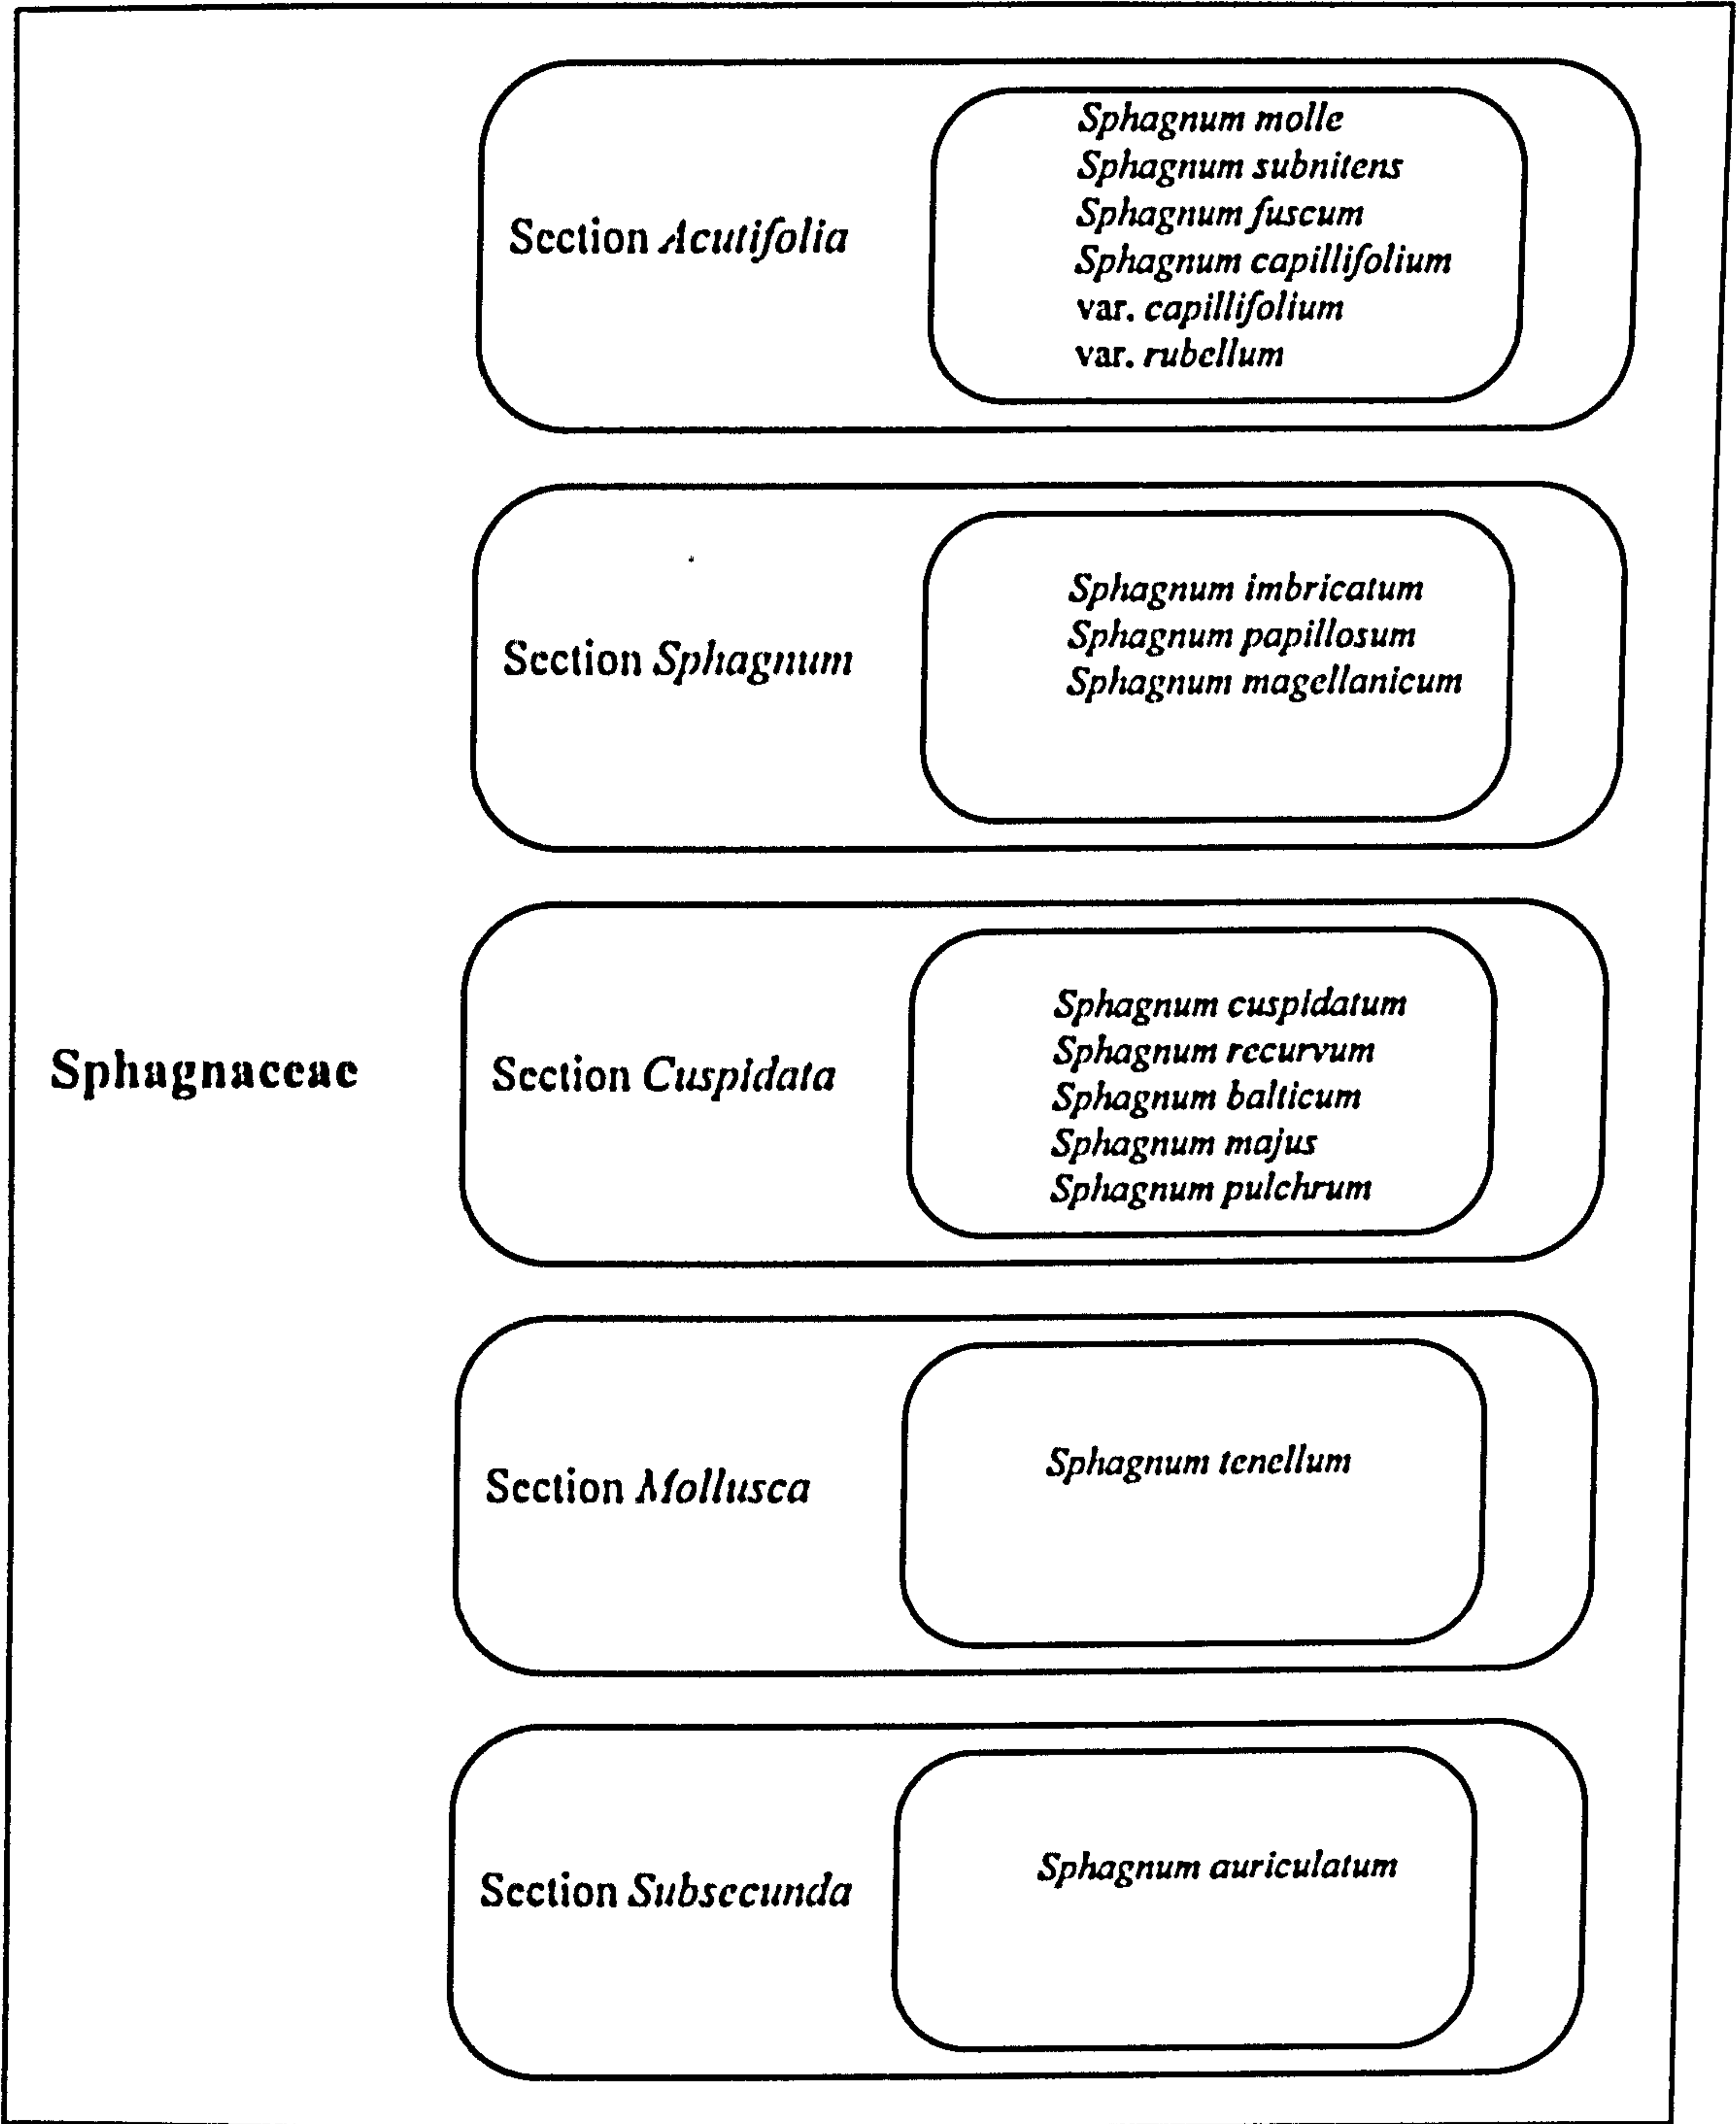 Sphagnaceae
Section Acutifolia
Sphagnum molle
Sphagnum subnitens
Sphagnum fuscum
Sphagnum capillifolium
var. capillifolium
var. rubellum
Section Sphagnum
Sphagnum imbricatum
Sphagnum papillosum
Sphagnum magellanicum
Section Cuspidata
Sphagnum cuspidatum
Sphagnum recurvum
Sphagnum balticum
Sphagnum majus
Sphagnum pulchrum
Section Mollusca
Sphagnum tenellum
Section Subsecunda
Sphagnum auriculatum